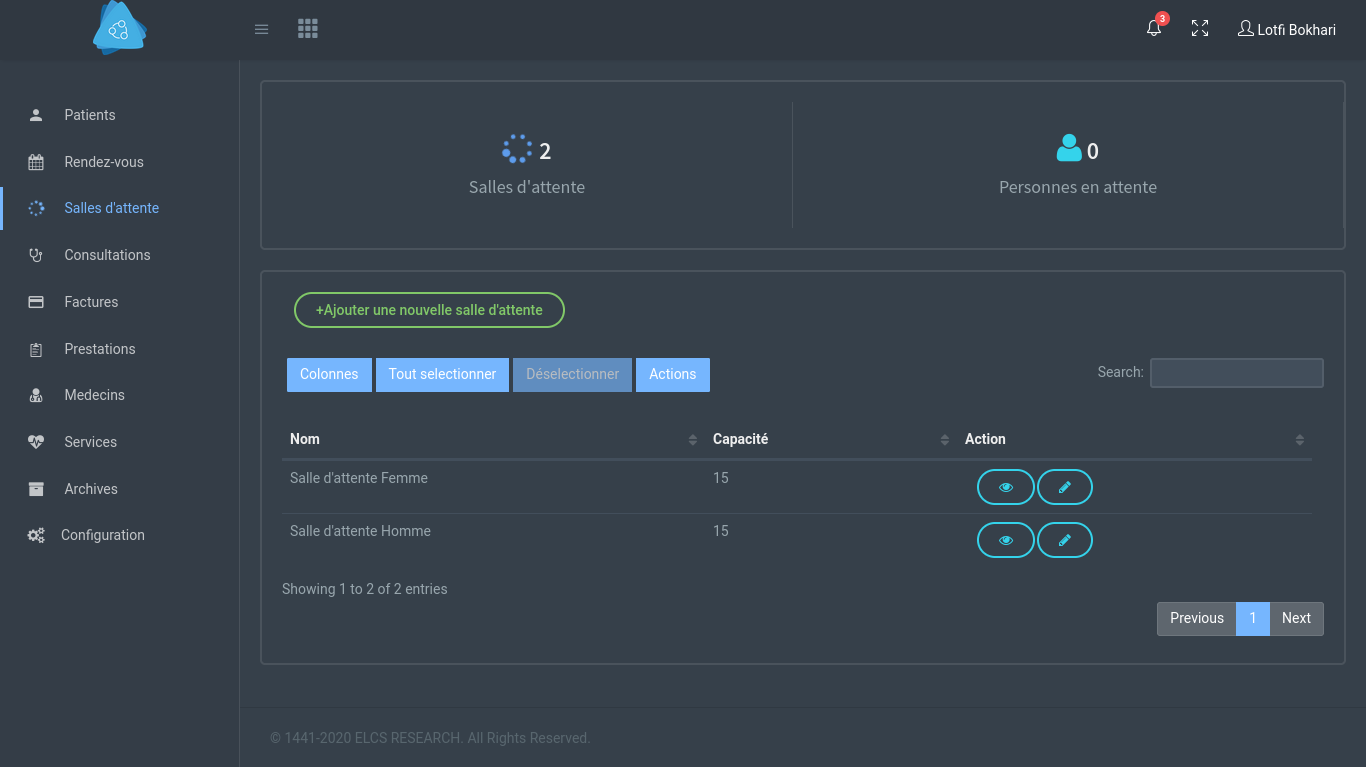 3
Lotfi Bokhari
Patients
Rendez-vous
Salles d'attente
Consultations
Factures
Prestations
Medecins
Services
Archives
Configuration
2
Salles d'attente
0
Personnes en attente
+Ajouter une nouvelle salle d'attente
Colonnes Tout selectionner Déselectionner Actions Search:
Nom Capacité Action
Salle d'attente Femme 15
Salle d'attente Homme 15
Showing 1 to 2 of 2 entries
Previous 1 Next
© 1441-2020 ELCS RESEARCH. All Rights Reserved.